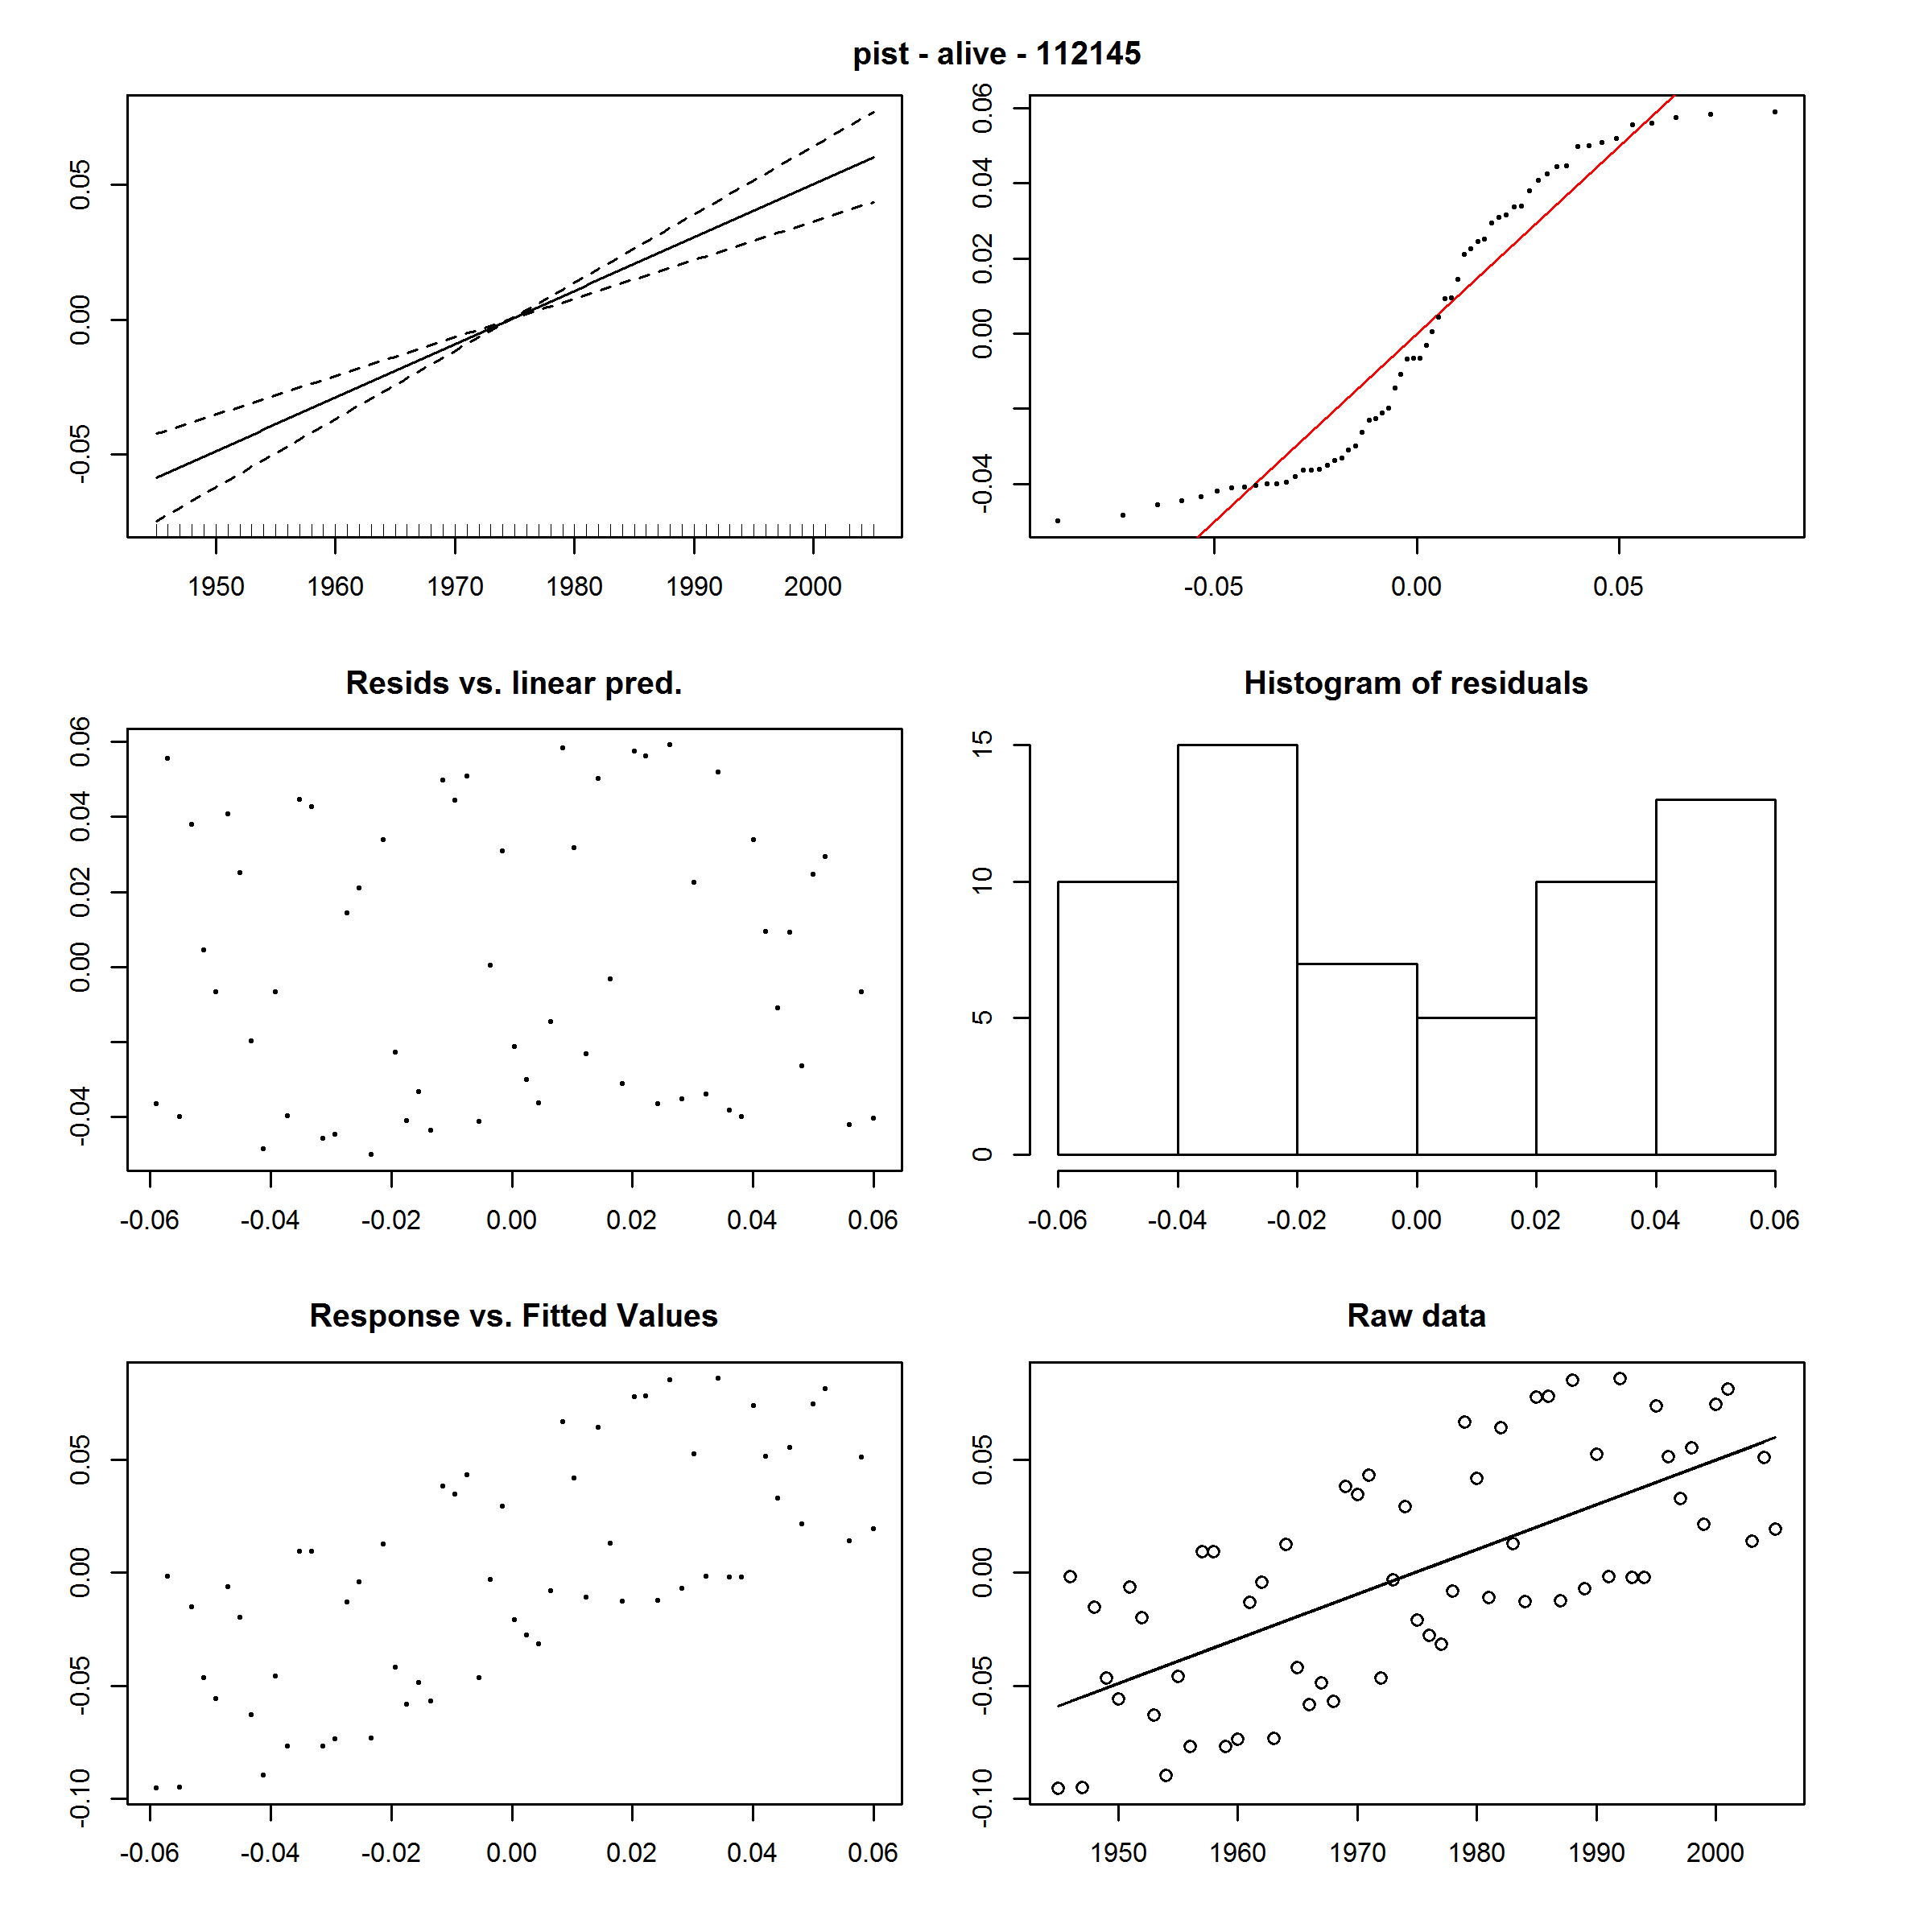 pist - alive - 112145
0.05
0.00
-0.05
1950 1960 1970 1980 1990 2000
0.06
0.04
0.02
0.00
-0.04
-0.05 0.00 0.05
Resids vs. linear pred.
0.06
0.04
0.02
0.00
-0.04
-0.06 -0.04 -0.02 0.00 0.02 0.04 0.06
Histogram of residuals
15
10
5
0
-0.06 -0.04 -0.02 0.00 0.02 0.04 0.06
Response vs. Fitted Values
0.05
0.00
-0.05
-0.10
-0.06 -0.04 -0.02 0.00 0.02 0.04 0.06
Raw data
0.05
0.00
-0.05
-0.10
1950 1960 1970 1980 1990 2000